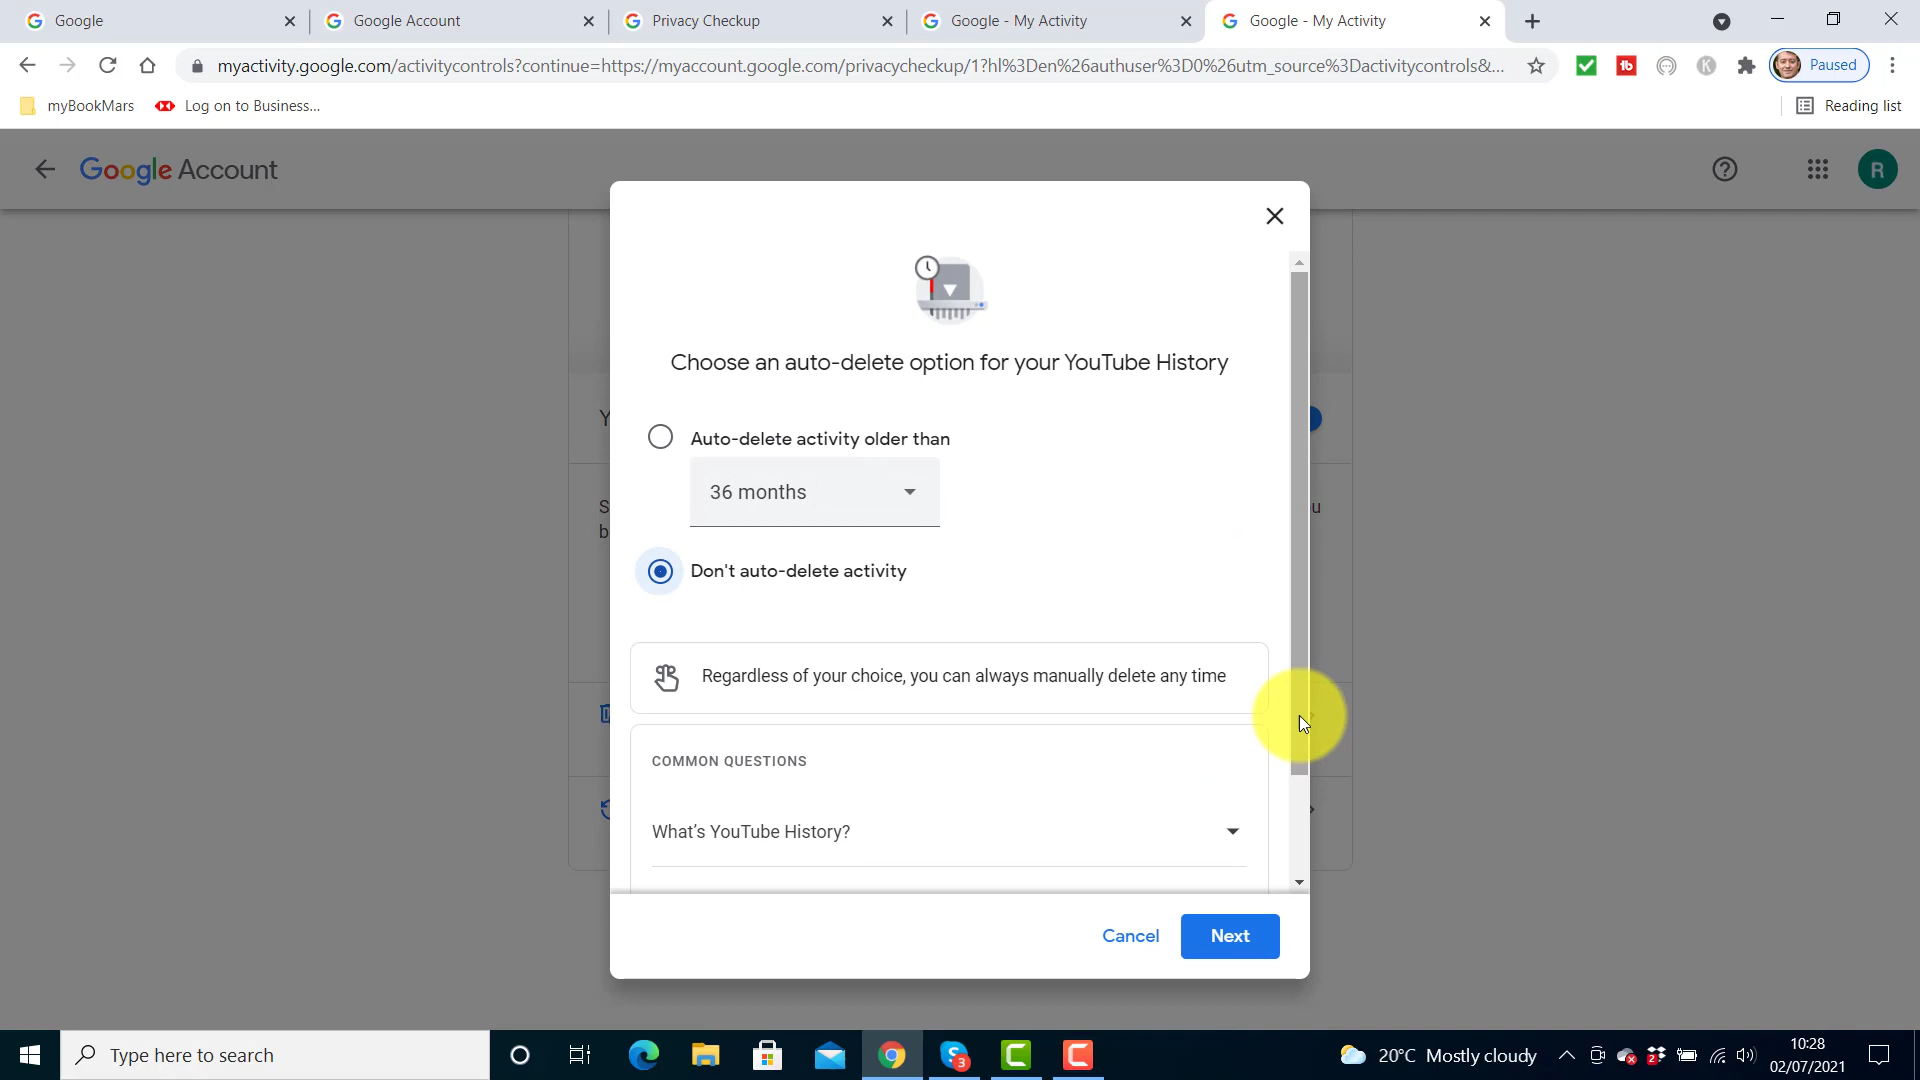 Google
Google Account
Privacy Checkup
Google - My Activity
Google - My Activity
myactivity.google.com/activitycontrols?continue=https://myaccount.google.com/privacycheckup/1?hl%3Den%26authuser%3D0%26utm_source%3Dactivitycontrols&...
Paused
myBookMars
Log on to Business...
Reading list
Google Account
R
Choose an auto-delete option for your YouTube History
Auto-delete activity older than
36 months
Don't auto-delete activity
Regardless of your choice, you can always manually delete any time
COMMON QUESTIONS
What's YouTube History?
Cancel
Next
Type here to search
3
20°C Mostly cloudy
2
10:28
02/07/2021